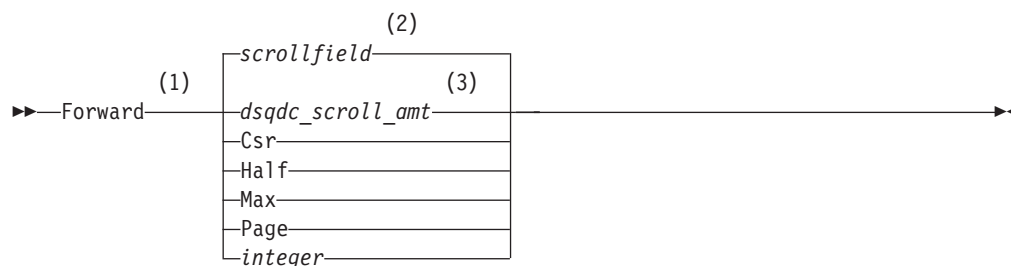 (2)
scrollfield
(1)
(3)
Forward
dsqdc_scroll_amt
Csr
Half
Max
Page
integer